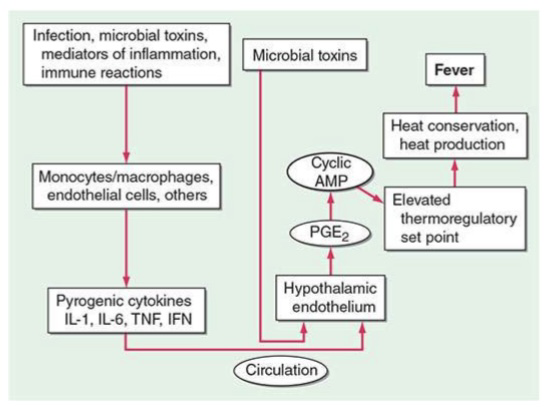 Infection, microbial toxins,
mediators of inflammation,
immune reactions
Microbial toxins
Fever
Heat conservation,
heat production
Cyclic
AMP
Monocytes/macrophages,
endothelial cells, others
Elevated
thermoregulatory
set point
PGE₂
Hypothalamic
endothelium
Pyrogenic cytokines
IL-1, IL-6, TNF, IFN
Circulation